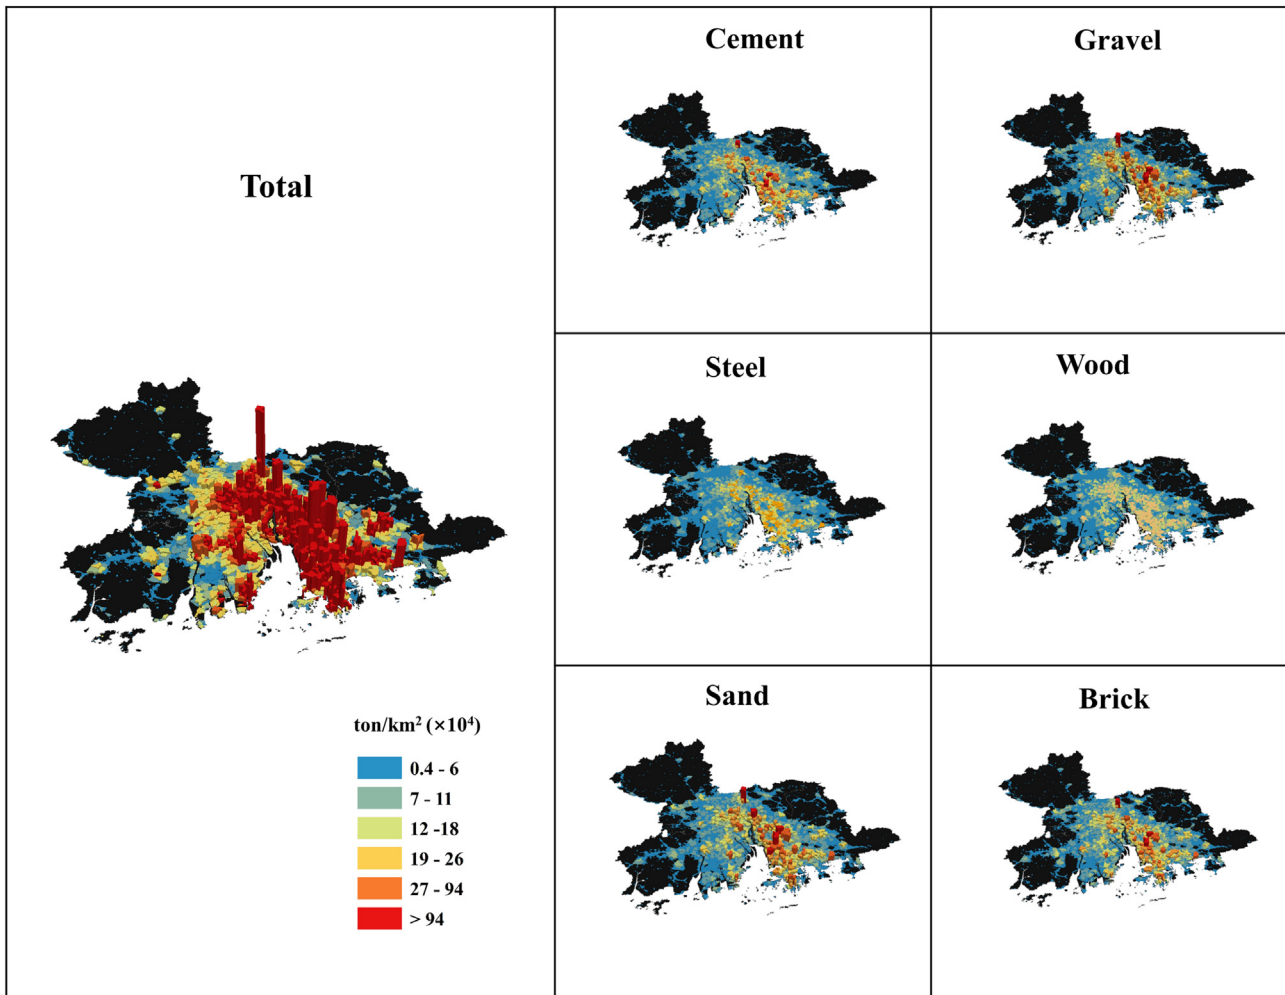 Total
ton/km² (×10⁴)
0.4 - 6
7 - 11
12 -18
19 - 26
27 - 94
> 94
Cement
Gravel
Steel
Wood
Sand
Brick